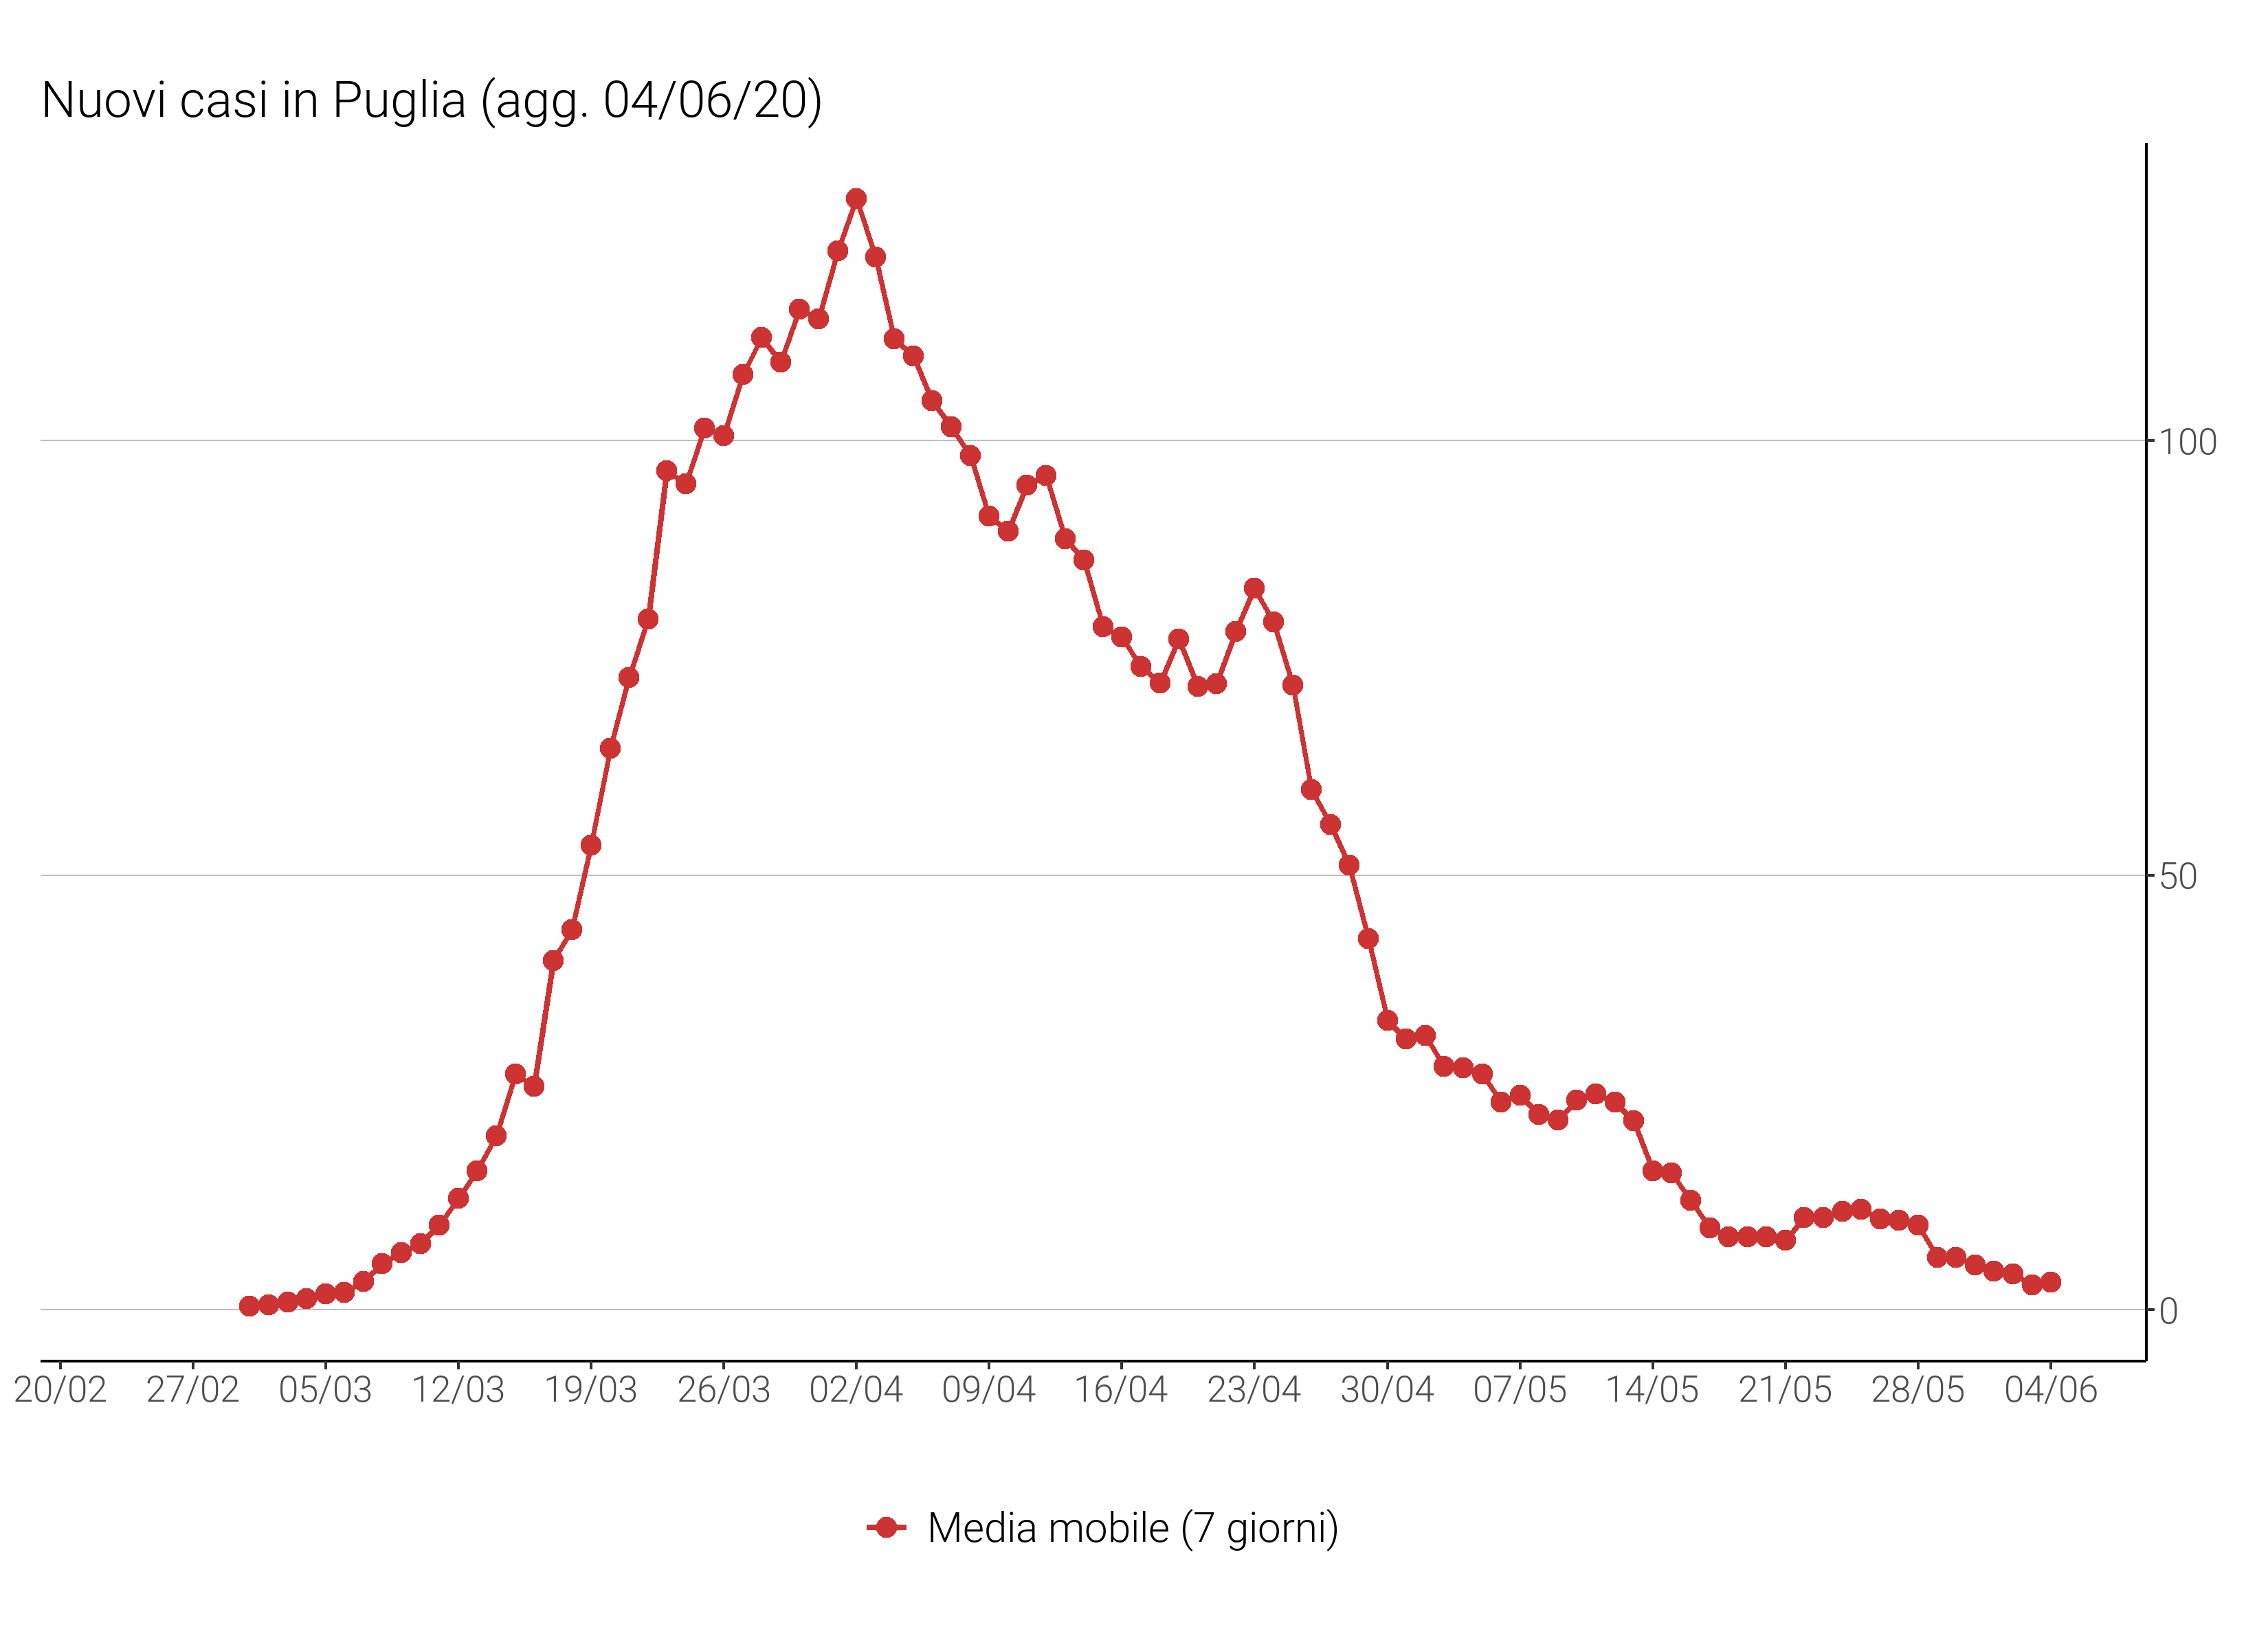 Nuovi casi in Puglia (agg. 04/06/20)
100
50
0
20/02 27/02 05/03 12/03 19/03 26/03 02/04 09/04 16/04 23/04 30/04 07/05 14/05 21/05 28/05 04/06
Media mobile (7 giorni)